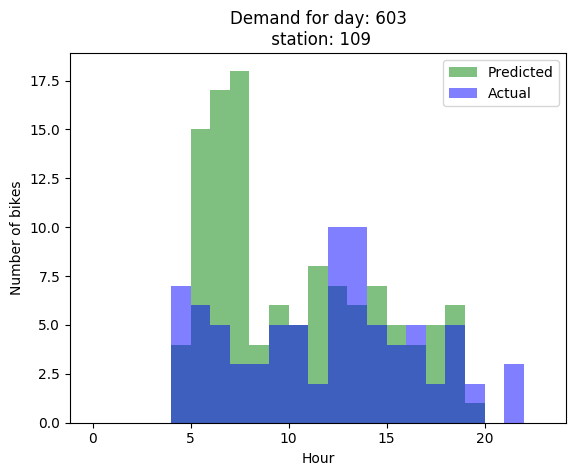 Demand for day: 603
station: 109
Predicted
Actual
17.5
15.0
12.5
10.0
7.5
5.0
2.5
0.0
Number of bikes
0 5 10 15 20
Hour